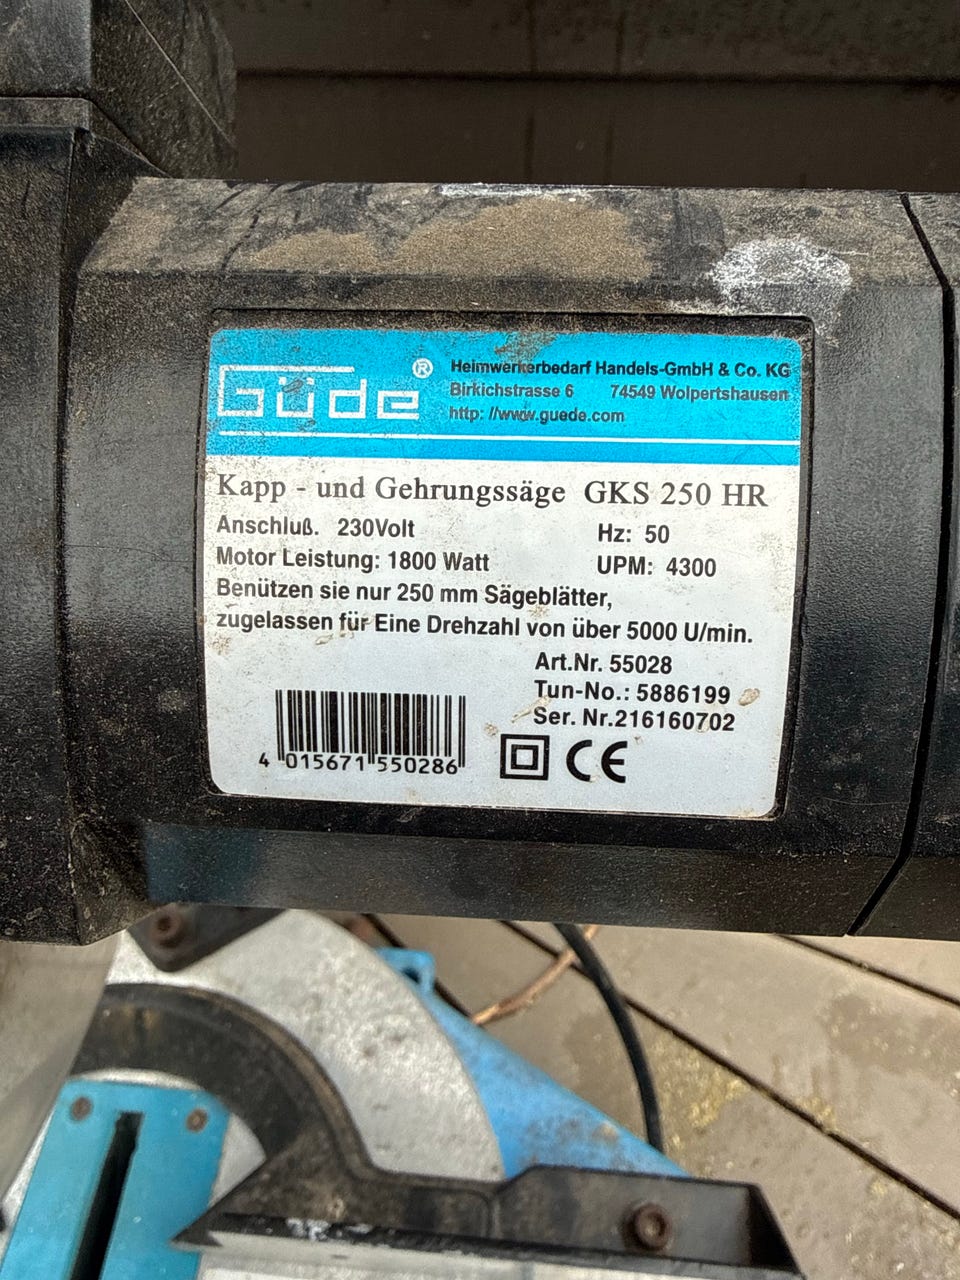 Güde®
Heimwerkerbedarf Handels-GmbH & Co. KG
Birkichstrasse 6 74549 Wolpertshausen
http: //www.guede.com
Kapp - und Gehrungssäge GKS 250 HR
Anschluß. 230Volt Hz: 50
Motor Leistung: 1800 Watt UPM: 4300
Benützen sie nur 250 mm Sägeblätter,
zugelassen für Eine Drehzahl von über 5000 U/min.
Art.Nr. 55028
Tun-No.: 5886199
Ser. Nr.216160702
4 015671 550286
CE